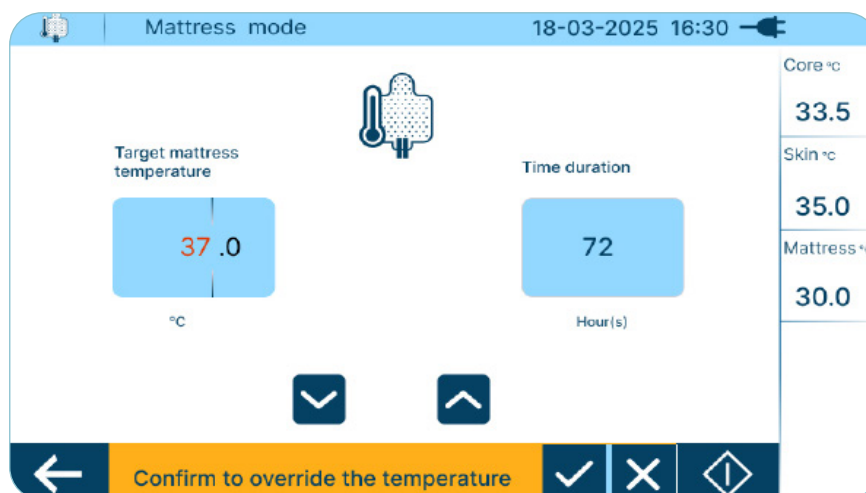 Mattress mode 18-03-2025 16:30
Core °C
33.5
Skin °C
35.0
Mattress
30.0
Target mattress
temperature
37.0
°C
Time duration
72
Hour(s)
Confirm to override the temperature